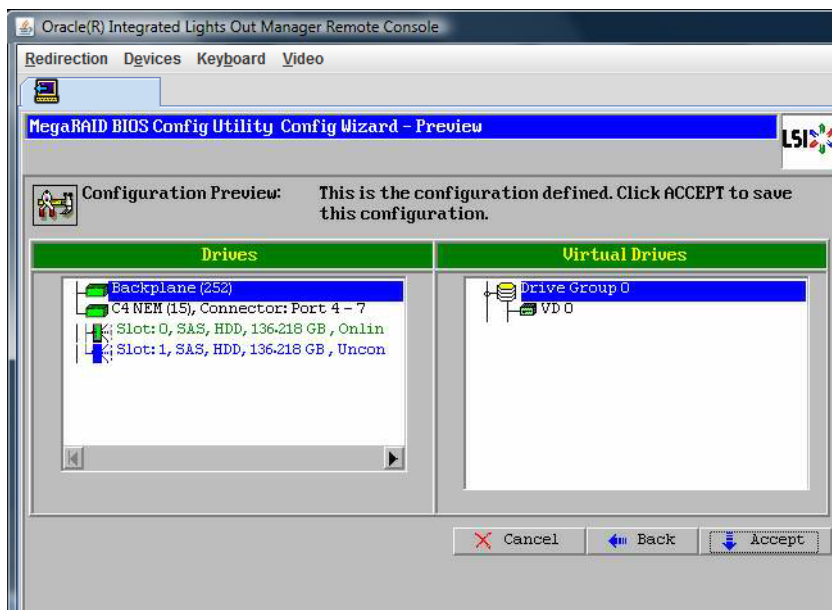 Oracle(R) Integrated Lights Out Manager Remote Console
Redirection Devices Keyboard Video
MegaRAID BIOS Config Utility Config Wizard - Preview
LSI
Configuration Preview: This is the configuration defined. Click ACCEPT to save
this configuration.
Drives
Backplane (252)
C4 NEM (15), Connector: Port 4 - 7
Slot: 0, SAS, HDD, 136.218 GB , Onlin
Slot: 1, SAS, HDD, 136.218 GB , Uncon
Virtual Drives
Drive Group 0
VD 0
Cancel Back Accept